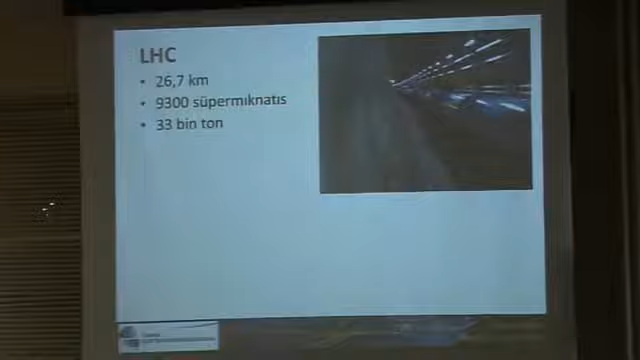 LHC
• 26,7 km
• 9300 süpermıknatıs
• 33 bin ton